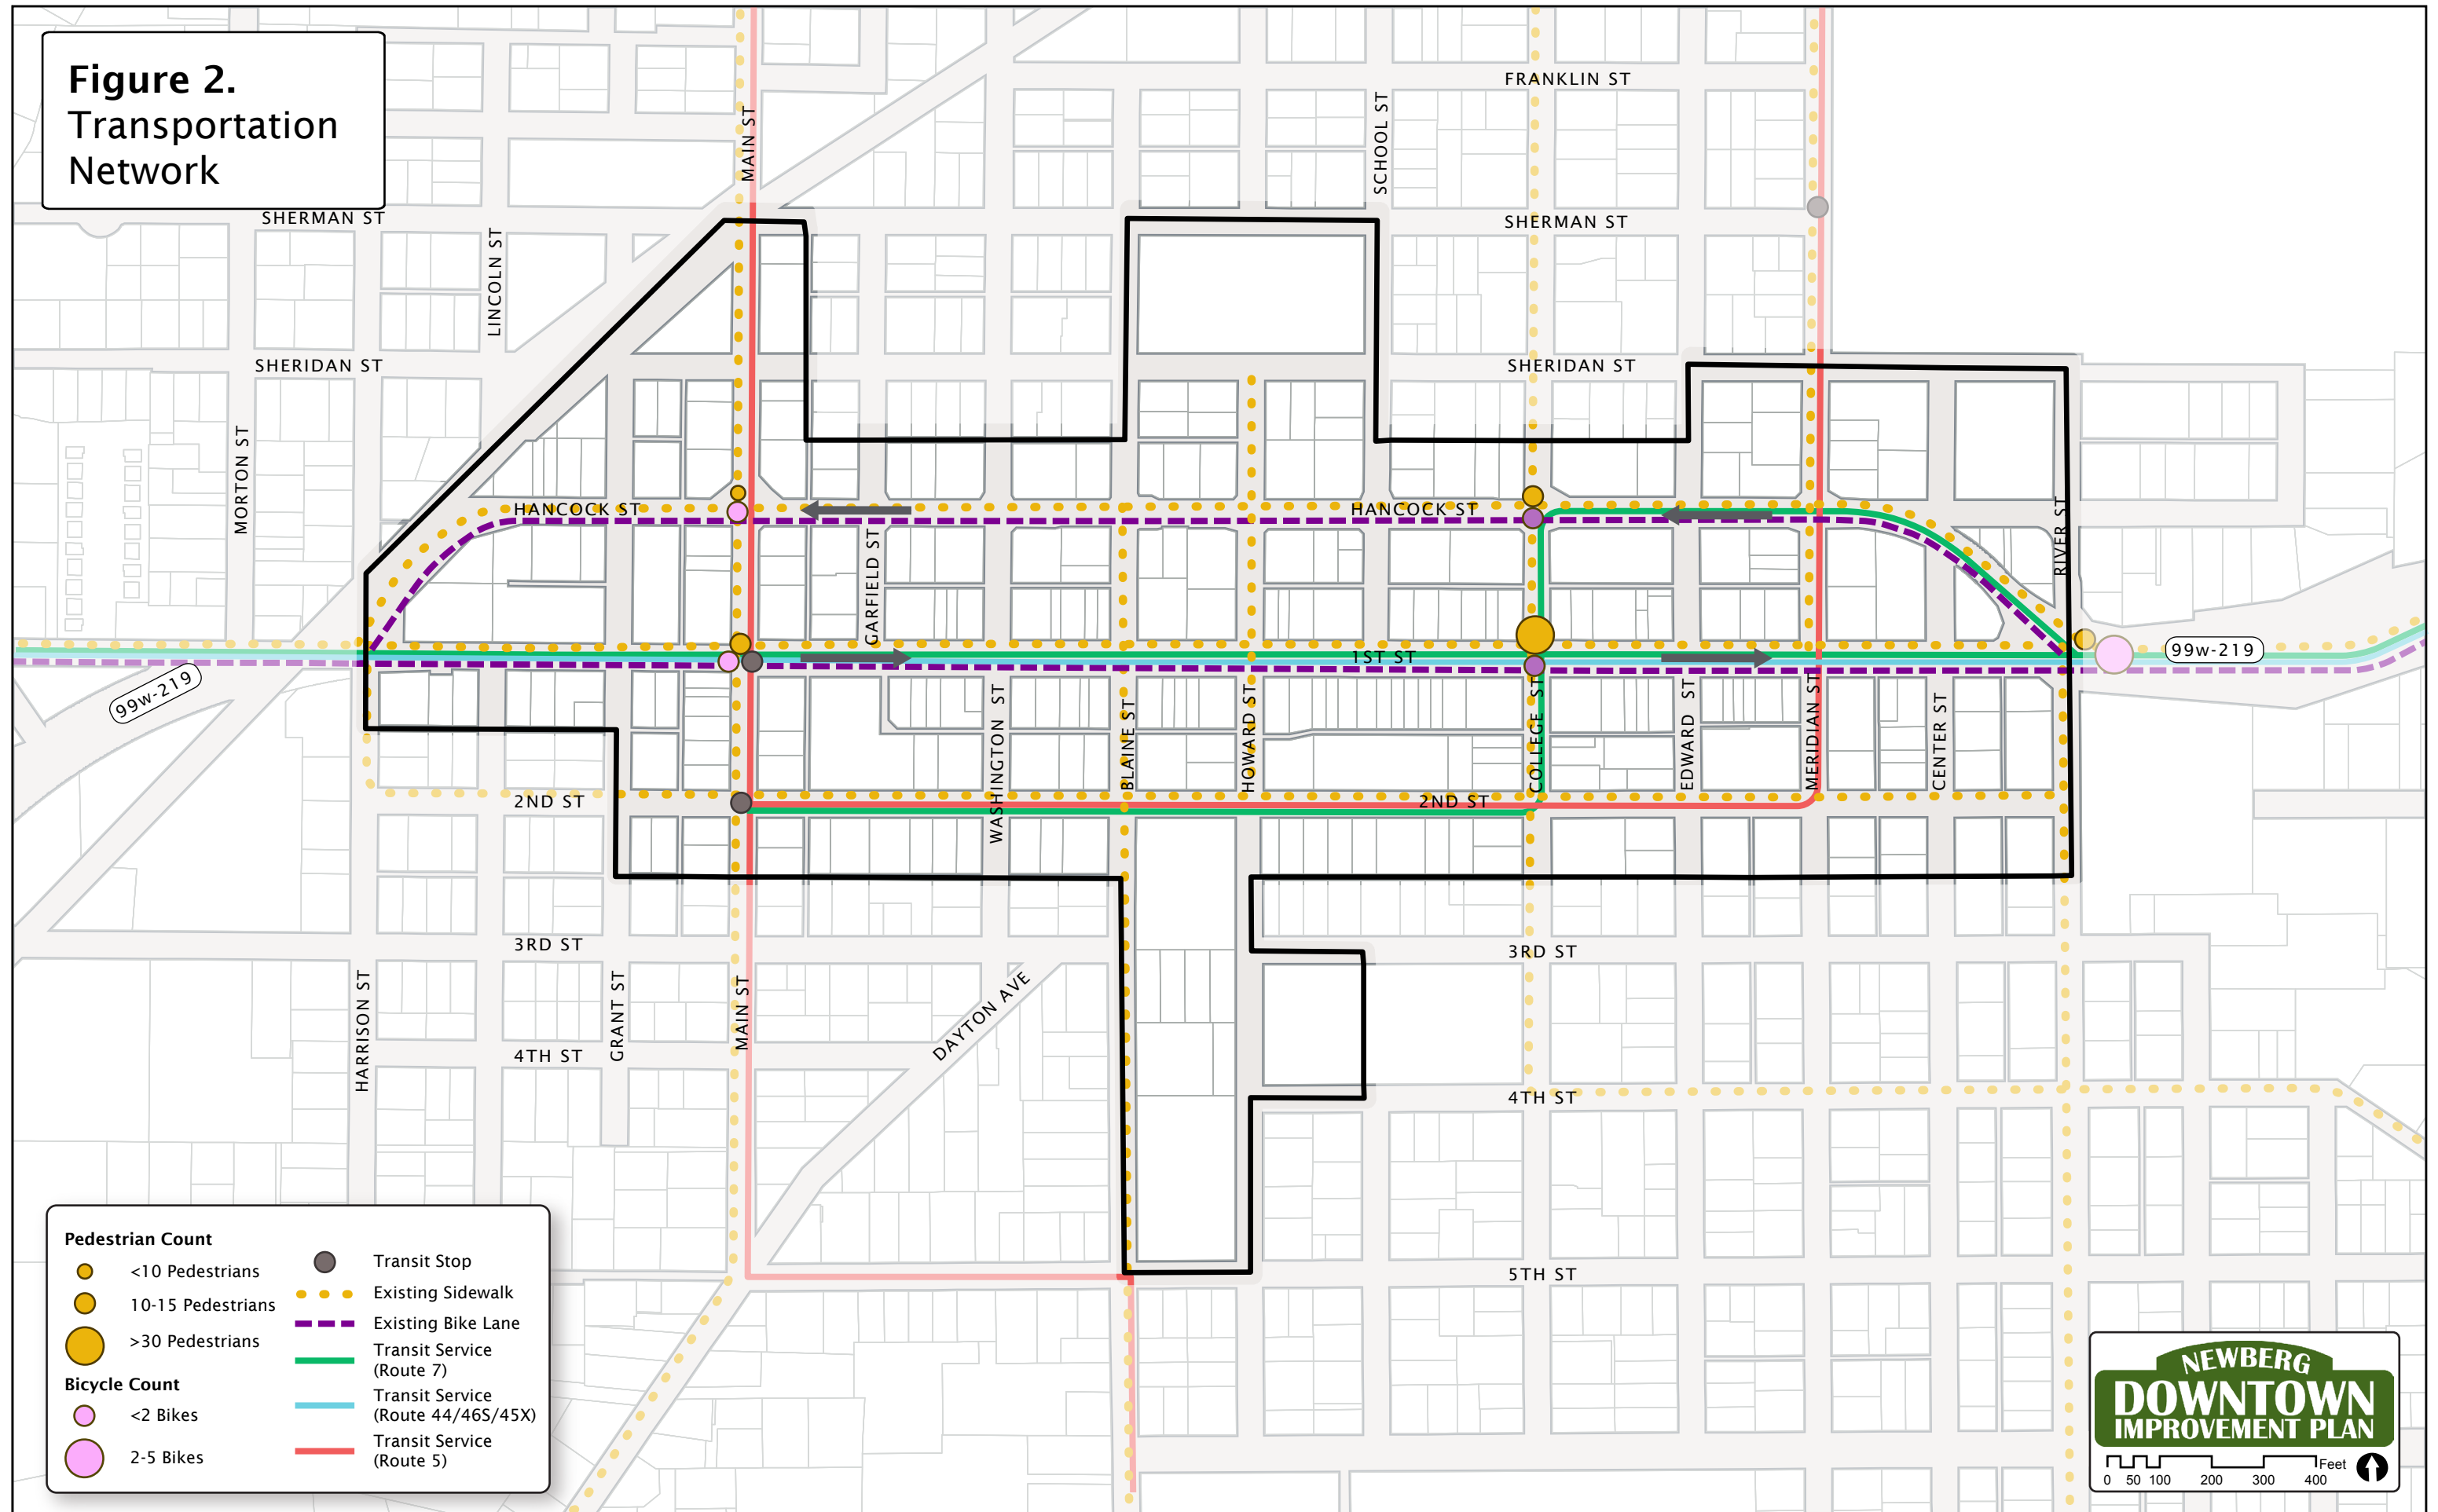 Figure 2.
Transportation
Network
FRANKLIN ST
MAIN ST
SCHOOL ST
SHERMAN ST
SHERMAN ST
LINCOLN ST
SHERIDAN ST
SHERIDAN ST
MORTON ST
HANCOCK ST
HANCOCK ST
RIVER ST
GARFIELD ST
1ST ST
99w-219
99w-219
WASHINGTON ST
BLAINE ST
HOWARD ST
COLLEGE ST
EDWARD ST
MERIDIAN ST
CENTER ST
2ND ST
2ND ST
3RD ST
3RD ST
HARRISON ST
GRANT ST
MAIN ST
DAYTON AVE
4TH ST
4TH ST
5TH ST
Pedestrian Count
<10 Pedestrians
10-15 Pedestrians
>30 Pedestrians
Bicycle Count
<2 Bikes
2-5 Bikes
Transit Stop
Existing Sidewalk
Existing Bike Lane
Transit Service
(Route 7)
Transit Service
(Route 44/46S/45X)
Transit Service
(Route 5)
NEWBERG
DOWNTOWN
IMPROVEMENT PLAN
Feet
0 50 100 200 300 400